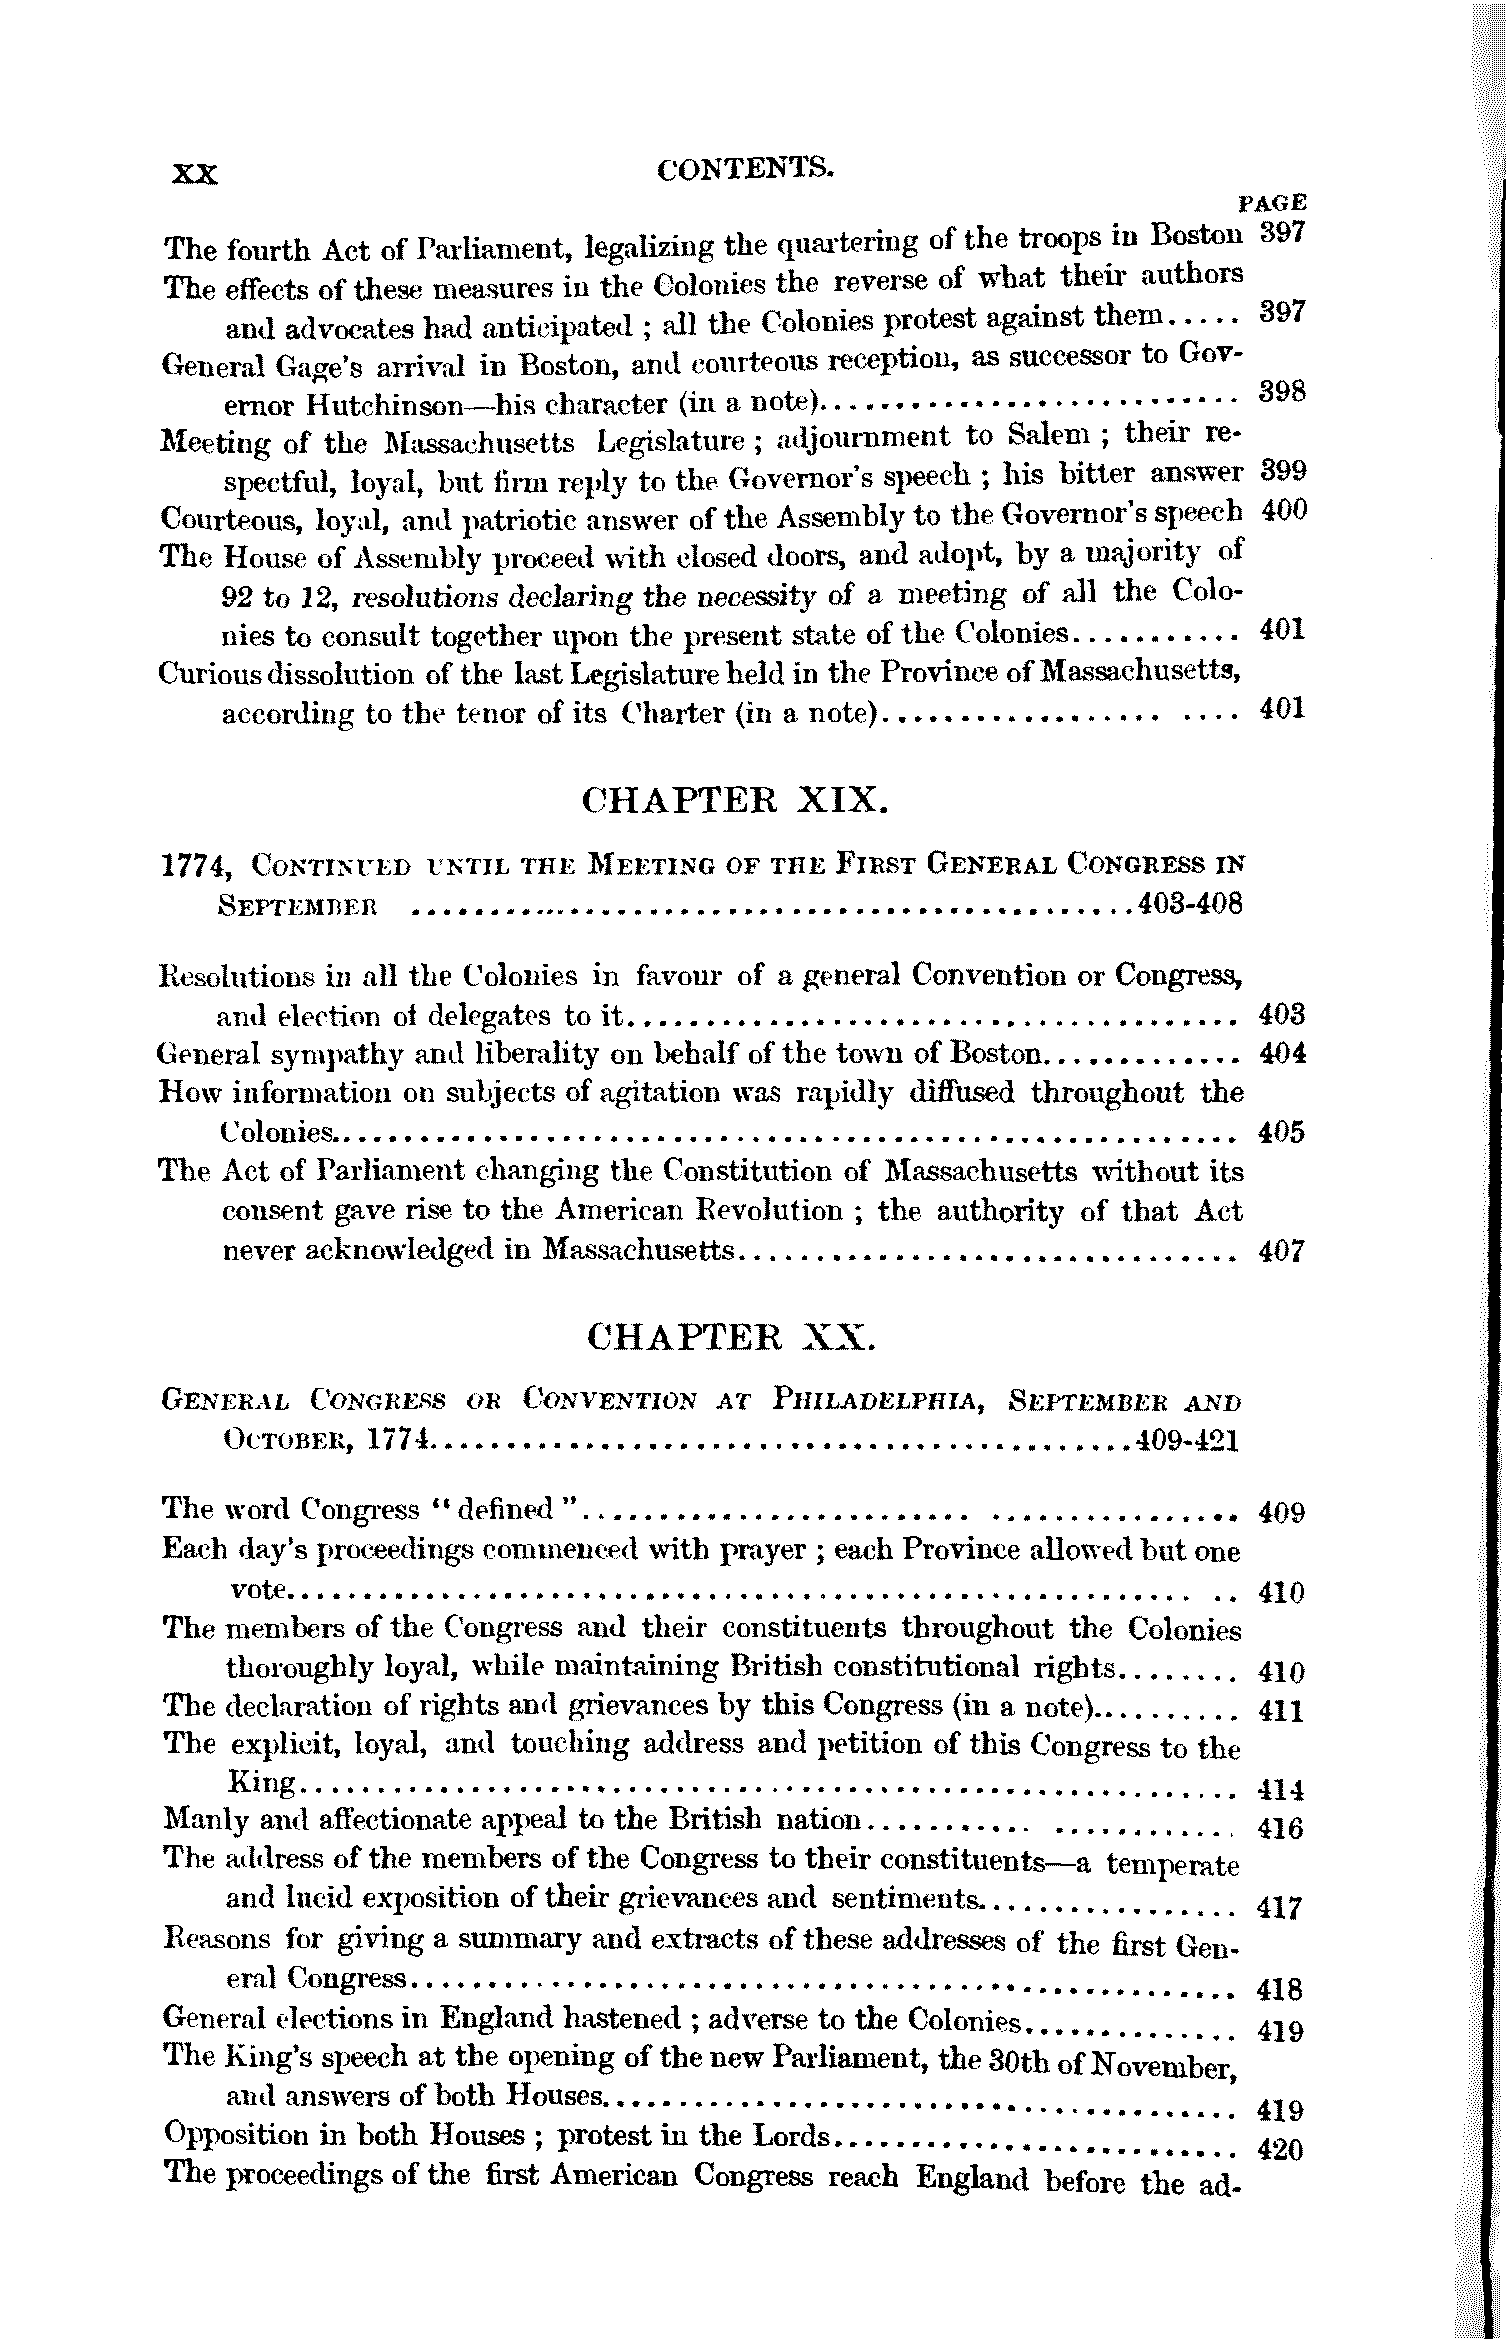 xx CONTENTS.
PAGE
The fourth Act of Parliament, legalizing the quartering of the troops in Boston 397
The effects of these measures in the Colonies the reverse of what their authors
and advocates had anticipated ; all the Colonies protest against them..... 397
General Gage's arrival in Boston, and courteous reception, as successor to Gov-
ernor Hutchinson—his character (in a note)........................... 398
Meeting of the Massachusetts Legislature ; adjournment to Salem ; their re-
spectful, loyal, but firm reply to the Governor's speech ; his bitter answer 399
Courteous, loyal, and patriotic answer of the Assembly to the Governor's speech 400
The House of Assembly proceed with closed doors, and adopt, by a majority of
92 to 12, resolutions declaring the necessity of a meeting of all the Colo-
nies to consult together upon the present state of the Colonies........... 401
Curious dissolution of the last Legislature held in the Province of Massachusetts,
according to the tenor of its Charter (in a note).................. .... 401
CHAPTER XIX.
1774, Continued until the Meeting of the First General Congress in
September ..............................................403-408
Resolutions in all the Colonies in favour of a general Convention or Congress,
and election of delegates to it....................................... 403
General sympathy and liberality on behalf of the town of Boston............. 404
How information on subjects of agitation was rapidly diffused throughout the
Colonies.......................................................... 405
The Act of Parliament changing the Constitution of Massachusetts without its
consent gave rise to the American Revolution ; the authority of that Act
never acknowledged in Massachusetts................................ 407
CHAPTER XX.
General Congress or Convention at Philadelphia, September and
October, 1774.............................................409-421
The word Congress “ defined ”......................... ................ 409
Each day's proceedings commenced with prayer ; each Province allowed but one
vote.......................................................... .. 410
The members of the Congress and their constituents throughout the Colonies
thoroughly loyal, while maintaining British constitutional rights........ 410
The declaration of rights and grievances by this Congress (in a note).......... 411
The explicit, loyal, and touching address and petition of this Congress to the
King............................................................ 414
Manly and affectionate appeal to the British nation........... ............ 416
The address of the members of the Congress to their constituents—a temperate
and lucid exposition of their grievances and sentiments................. 417
Reasons for giving a summary and extracts of these addresses of the first Gen-
eral Congress..................................................... 418
General elections in England hastened ; adverse to the Colonies.............. 419
The King's speech at the opening of the new Parliament, the 30th of November,
and answers of both Houses........................................ 419
Opposition in both Houses ; protest in the Lords.......................... 420
The proceedings of the first American Congress reach England before the ad-